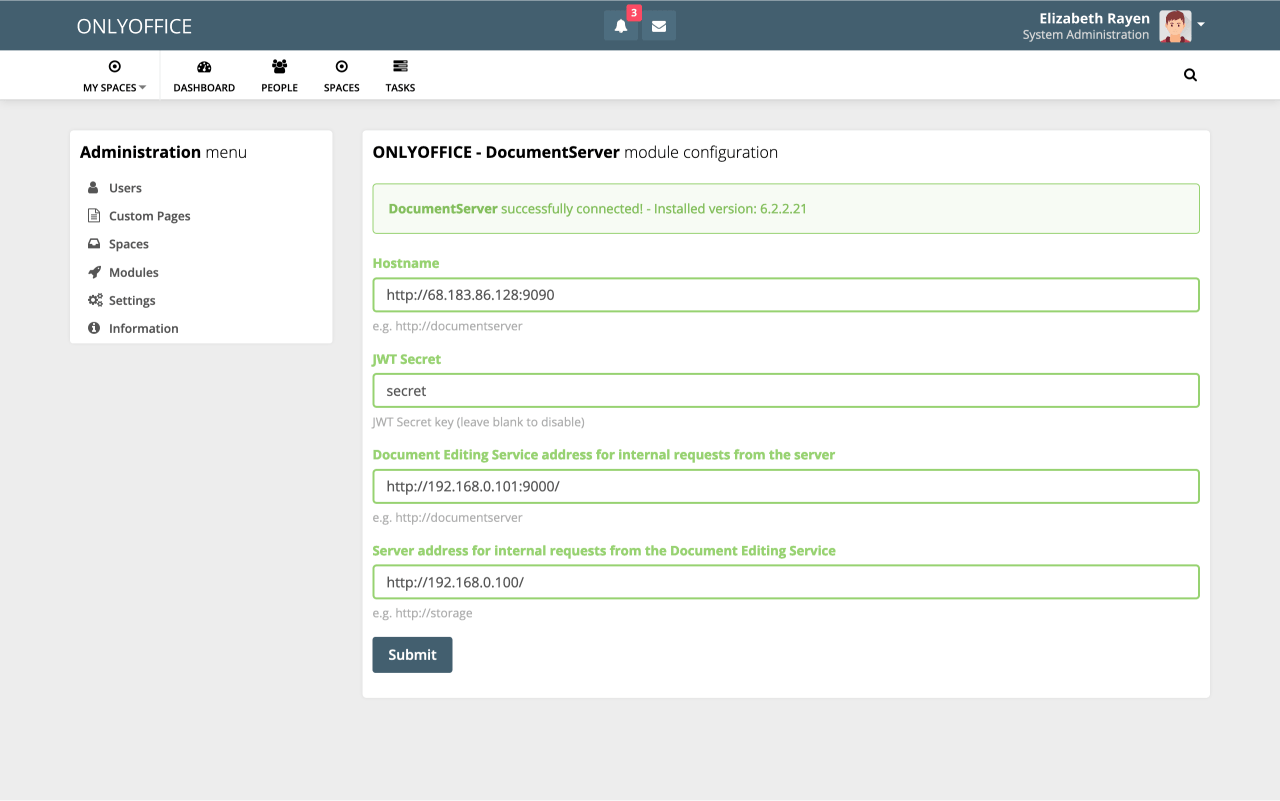 ONLYOFFICE
3
Elizabeth Rayen
System Administration
MY SPACES
DASHBOARD
PEOPLE
SPACES
TASKS
Administration menu
Users
Custom Pages
Spaces
Modules
Settings
Information
ONLYOFFICE - DocumentServer module configuration
DocumentServer successfully connected! - Installed version: 6.2.2.21
Hostname
http://68.183.86.128:9090
e.g. http://documentserver
JWT Secret
secret
JWT Secret key (leave blank to disable)
Document Editing Service address for internal requests from the server
http://192.168.0.101:9000/
e.g. http://documentserver
Server address for internal requests from the Document Editing Service
http://192.168.0.100/
e.g. http://storage
Submit